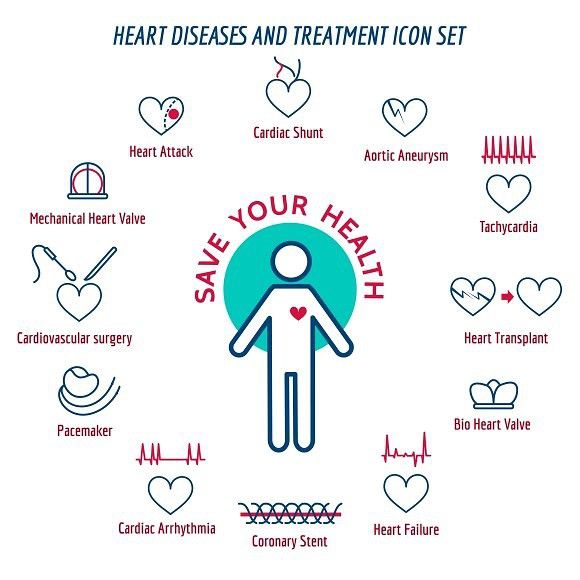 HEART DISEASES AND TREATMENT ICON SET
Cardiac Shunt
Heart Attack
Aortic Aneurysm
Mechanical Heart Valve
Tachycardia
SAVE YOUR HEALTH
Cardiovascular surgery
Heart Transplant
Pacemaker
Bio Heart Valve
Cardiac Arrhythmia
Heart Failure
Coronary Stent